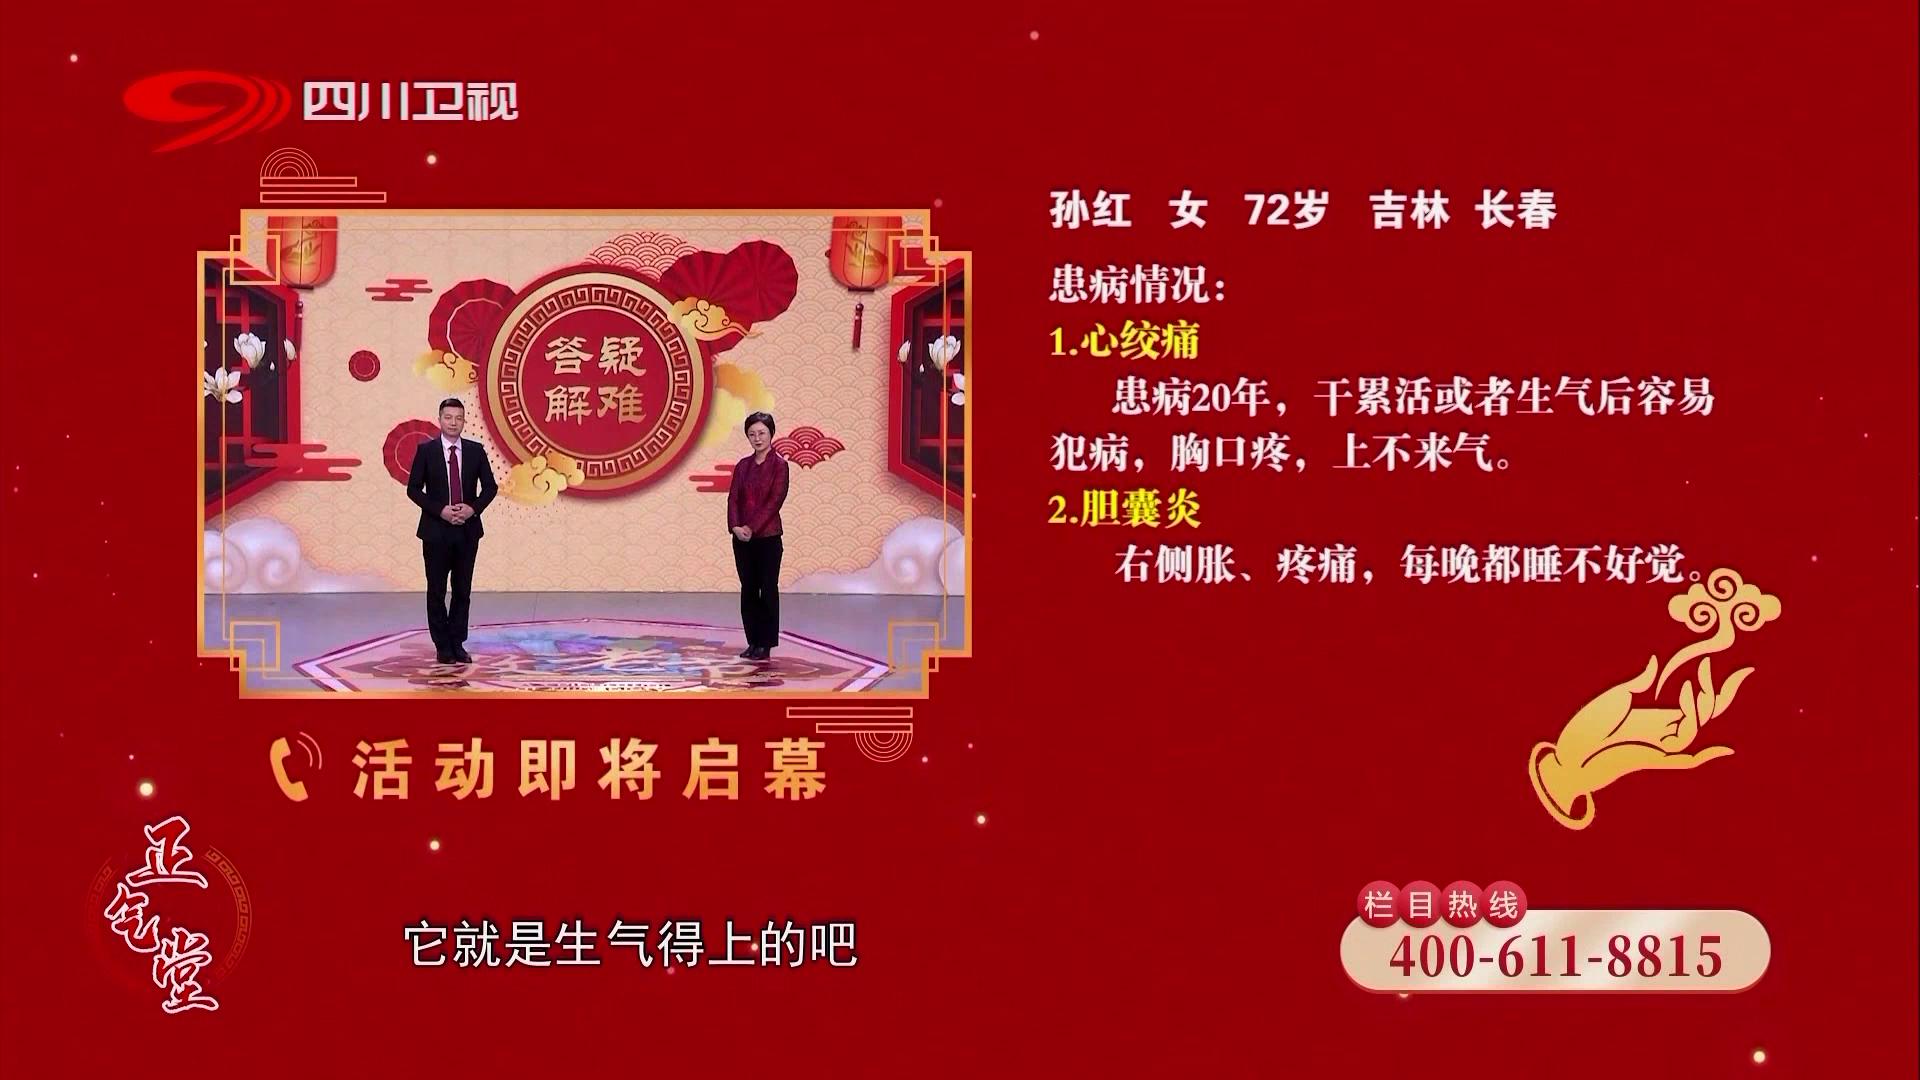 四川卫视
孙红 女 72岁 吉林 长春
患病情况：
1.心绞痛
患病20年，干累活或者生气后容易
犯病，胸口疼，上不来气。
2.胆囊炎
右侧胀、疼痛，每晚都睡不好觉。
答疑
解难
活动即将启幕
正气堂
它就是生气得上的吧
栏目热线
400-611-8815